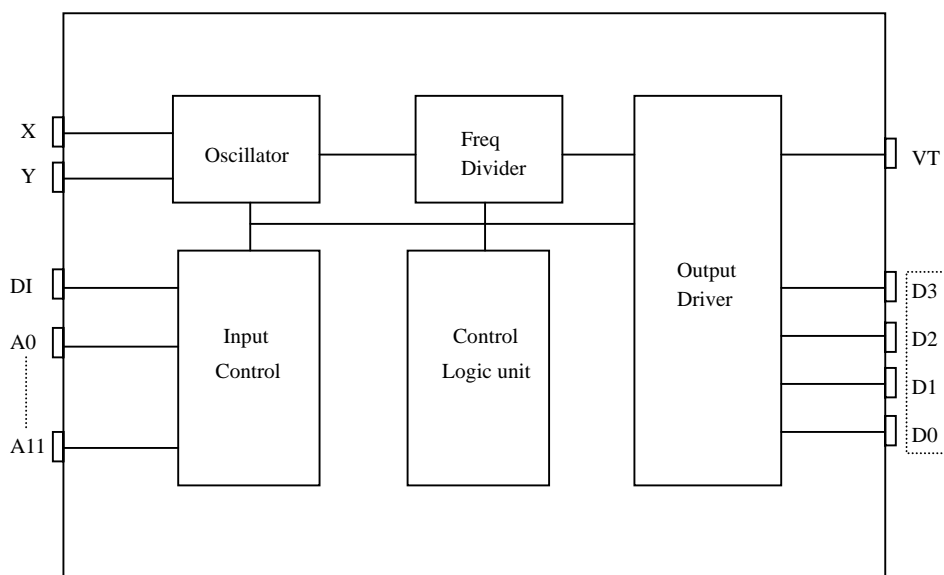 X
Y
Oscillator
Freq
Divider
VT
DI
A0
A11
Input
Control
Control
Logic unit
Output
Driver
D3
D2
D1
D0